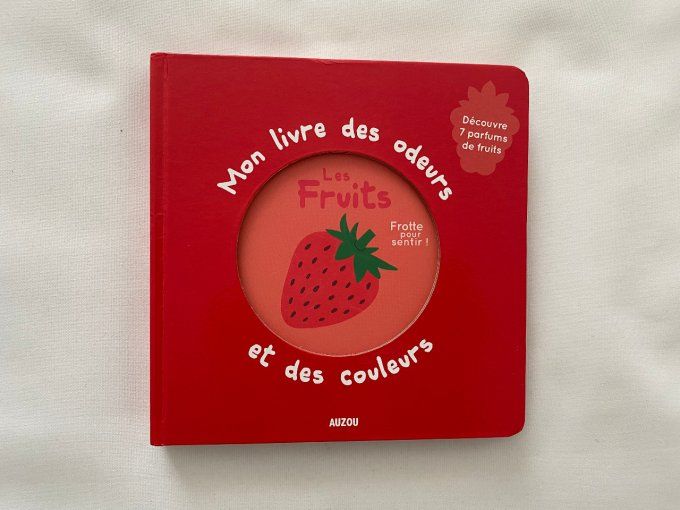 Mon livre des odeurs
Découvre
7 parfums
de fruits
Les
Fruits
Frotte
pour
sentir !
et des couleurs
AUZOU